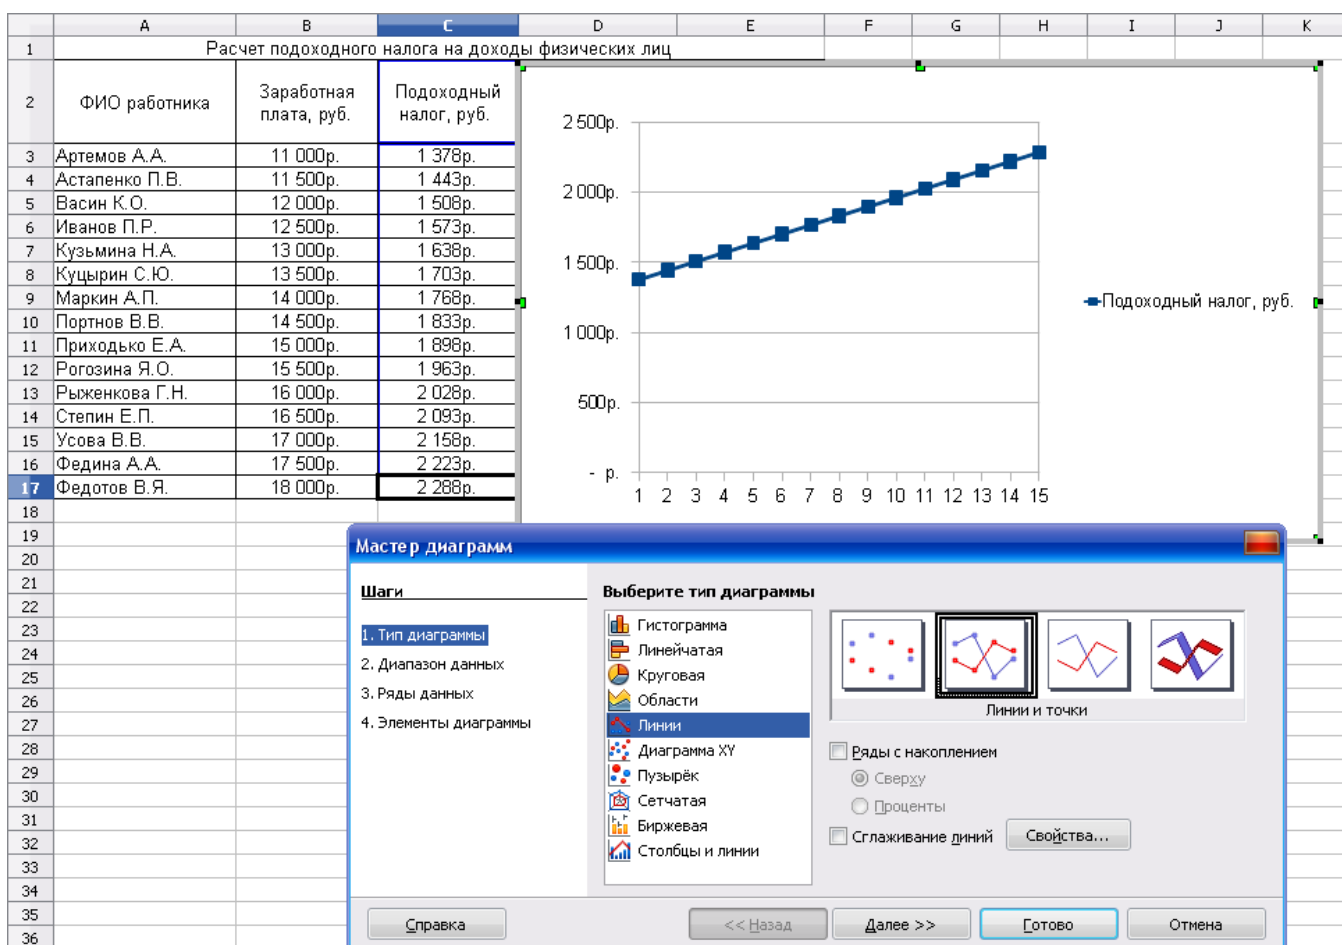 A B C D E F G H I J K
1 Расчет подоходного налога на доходы физических лиц
2 ФИО работника Заработная плата, руб. Подоходный налог, руб.
3 Артемов А.А. 11 000р. 1 378р.
4 Астапенко П.В. 11 500р. 1 443р.
5 Васин К.О. 12 000р. 1 508р.
6 Иванов П.Р. 12 500р. 1 573р.
7 Кузьмина Н.А. 13 000р. 1 638р.
8 Куцырин С.Ю. 13 500р. 1 703р.
9 Маркин А.П. 14 000р. 1 768р.
10 Портнов В.В. 14 500р. 1 833р.
11 Приходько Е.А. 15 000р. 1 898р.
12 Рогозина Я.О. 15 500р. 1 963р.
13 Рыженкова Г.Н. 16 000р. 2 028р.
14 Степин Е.П. 16 500р. 2 093р.
15 Усова В.В. 17 000р. 2 158р.
16 Федина А.А. 17 500р. 2 223р.
17 Федотов В.Я. 18 000р. 2 288р.
18
19
20
21
22
23
24
25
26
27
28
29
30
31
32
33
34
35
36
2 500р.
2 000р.
1 500р.
1 000р.
500р.
- р.
1 2 3 4 5 6 7 8 9 10 11 12 13 14 15
Подоходный налог, руб.
Мастер диаграмм
Шаги
1. Тип диаграммы
2. Диапазон данных
3. Ряды данных
4. Элементы диаграммы
Выберите тип диаграммы
Гистограмма
Линейчатая
Круговая
Области
Линии
Диаграмма XY
Пузырёк
Сетчатая
Биржевая
Столбцы и линии
Линии и точки
Ряды с накоплением
Сверху
Проценты
Сглаживание линий Свойства...
Справка << Назад Далее >> Готово Отмена